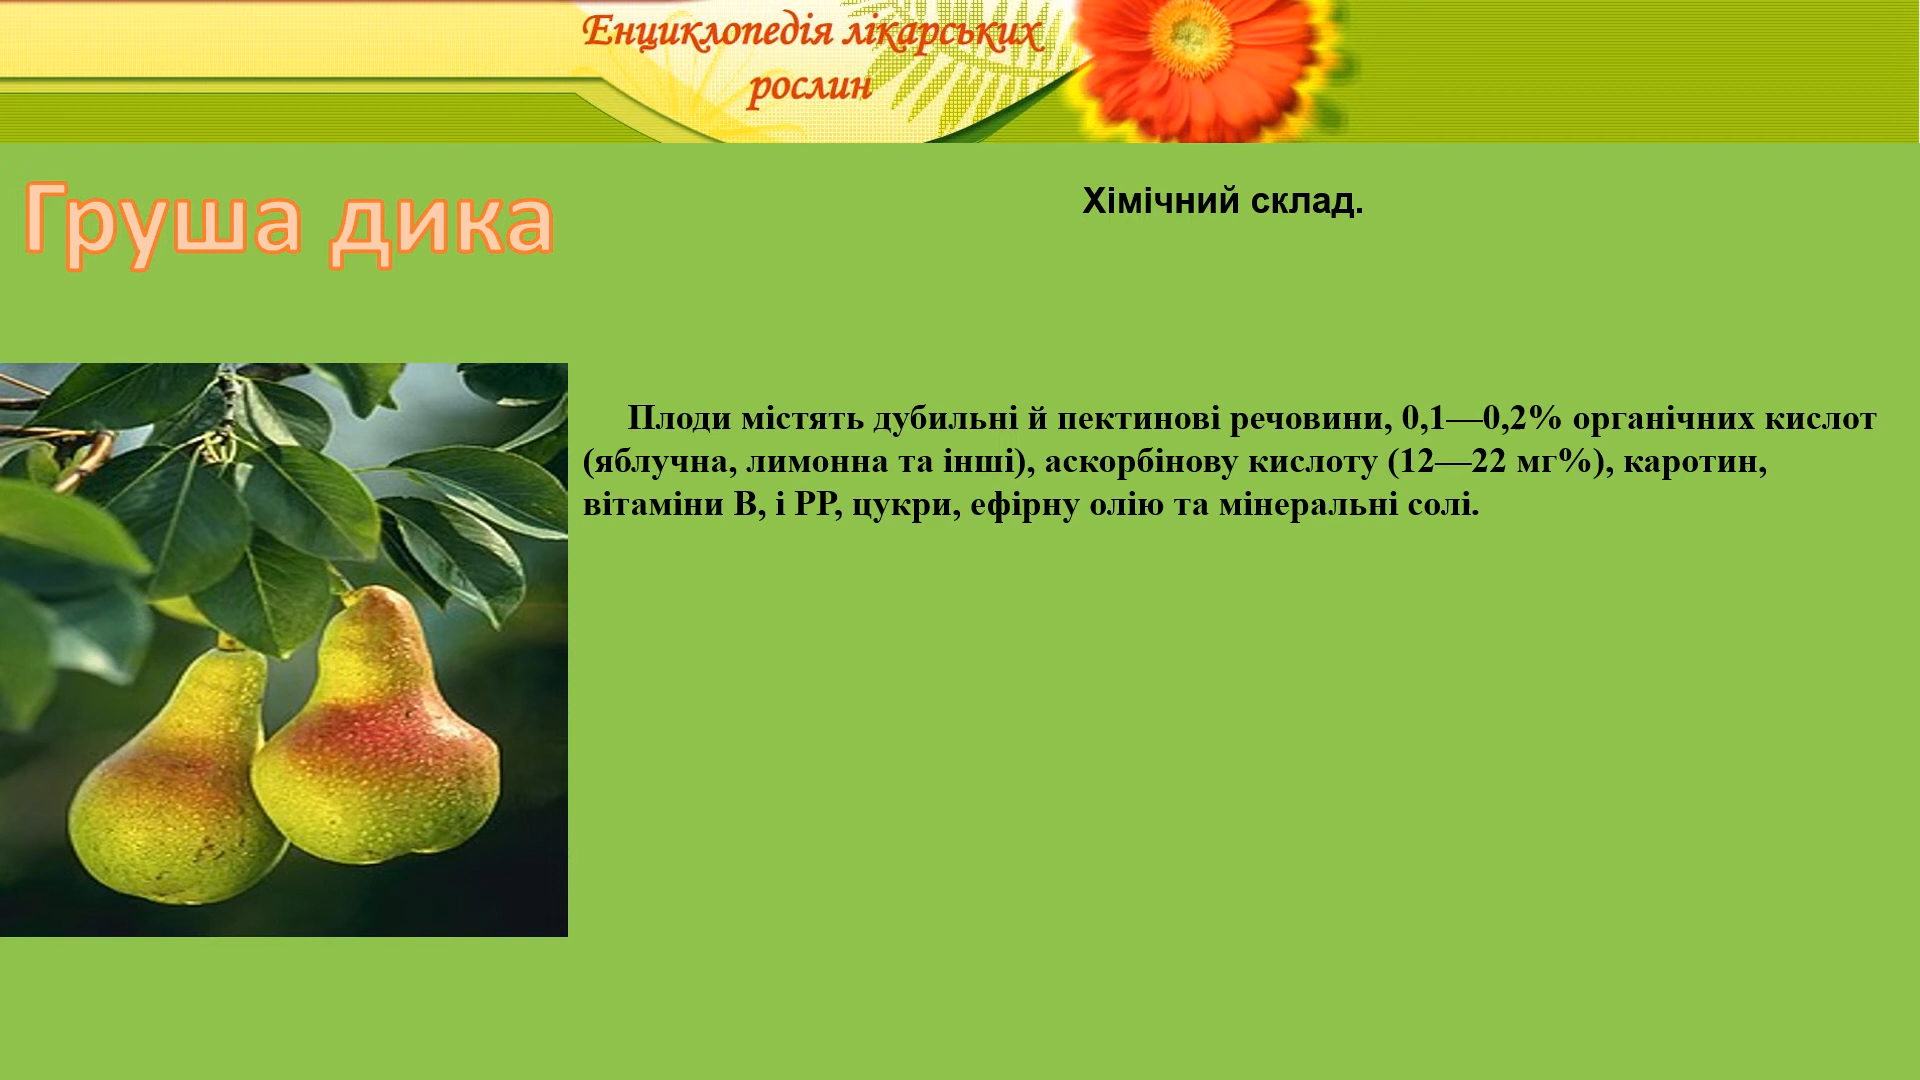 Енциклопедія лікарських
рослин
Груша дика
Хімічний склад.
Плоди містять дубильні й пектинові речовини, 0,1—0,2% органічних кислот
(яблучна, лимонна та інші), аскорбінову кислоту (12—22 мг%), каротин,
вітаміни В, і РР, цукри, ефірну олію та мінеральні солі.